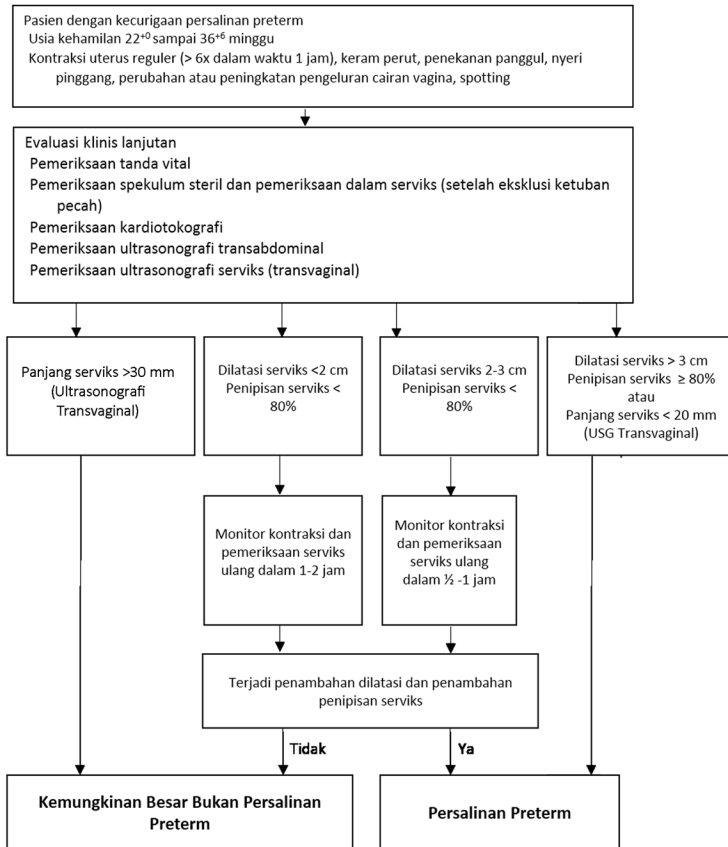 Pasien dengan kecurigaan persalinan preterm
Usia kehamilan 22+0 sampai 36+6 minggu
Kontraksi uterus reguler (> 6x dalam waktu 1 jam), keram perut, penekanan panggul, nyeri
pinggang, perubahan atau peningkatan pengeluran cairan vagina, spotting
Evaluasi klinis lanjutan
Pemeriksaan tanda vital
Pemeriksaan spekulum steril dan pemeriksaan dalam serviks (setelah eksklusi ketuban
pecah)
Pemeriksaan kardiotokografi
Pemeriksaan ultrasonografi transabdominal
Pemeriksaan ultrasonografi serviks (transvaginal)
Panjang serviks >30 mm
(Ultrasonografi
Transvaginal)
Dilatasi serviks <2 cm
Penipisan serviks <
80%
Dilatasi serviks 2-3 cm
Penipisan serviks <
80%
Dilatasi serviks > 3 cm
Penipisan serviks ≥ 80%
atau
Panjang serviks < 20 mm
(USG Transvaginal)
Monitor kontraksi dan
pemeriksaan serviks
ulang dalam 1-2 jam
Monitor kontraksi
dan pemeriksaan
serviks ulang
dalam ½ -1 jam
Terjadi penambahan dilatasi dan penambahan
penipisan serviks
Tidak
Ya
Kemungkinan Besar Bukan Persalinan
Preterm
Persalinan Preterm